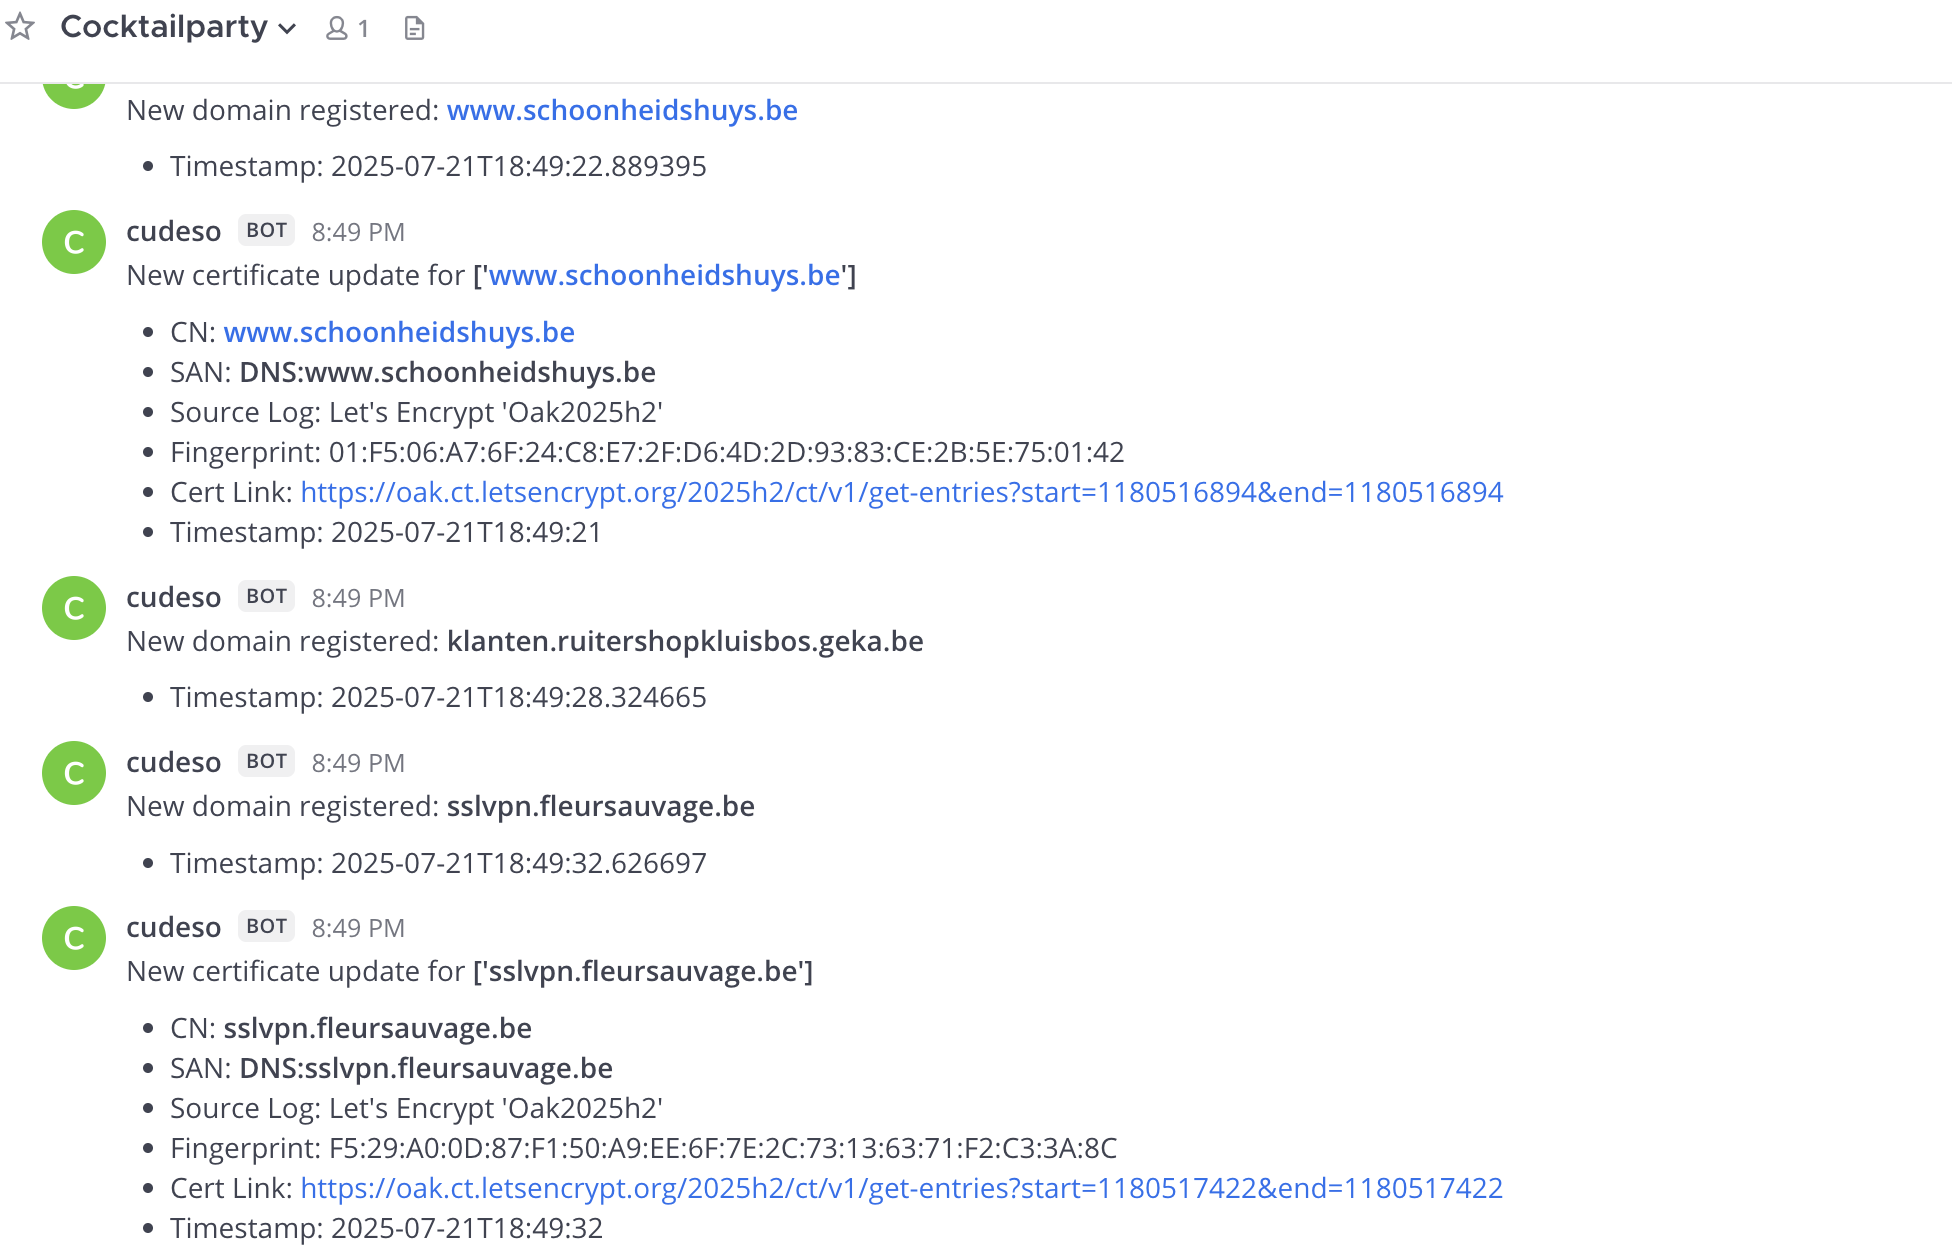 Cocktailparty 1
New domain registered: www.schoonheidshuys.be
Timestamp: 2025-07-21T18:49:22.889395
C cudeso BOT 8:49 PM
New certificate update for ['www.schoonheidshuys.be']
CN: www.schoonheidshuys.be
SAN: DNS:www.schoonheidshuys.be
Source Log: Let's Encrypt 'Oak2025h2'
Fingerprint: 01:F5:06:A7:6F:24:C8:E7:2F:D6:4D:2D:93:83:CE:2B:5E:75:01:42
Cert Link: https://oak.ct.letsencrypt.org/2025h2/ct/v1/get-entries?start=1180516894&end=1180516894
Timestamp: 2025-07-21T18:49:21
C cudeso BOT 8:49 PM
New domain registered: klanten.ruitershopkluisbos.geka.be
Timestamp: 2025-07-21T18:49:28.324665
C cudeso BOT 8:49 PM
New domain registered: sslvpn.fleursauvage.be
Timestamp: 2025-07-21T18:49:32.626697
C cudeso BOT 8:49 PM
New certificate update for ['sslvpn.fleursauvage.be']
CN: sslvpn.fleursauvage.be
SAN: DNS:sslvpn.fleursauvage.be
Source Log: Let's Encrypt 'Oak2025h2'
Fingerprint: F5:29:A0:0D:87:F1:50:A9:EE:6F:7E:2C:73:13:63:71:F2:C3:3A:8C
Cert Link: https://oak.ct.letsencrypt.org/2025h2/ct/v1/get-entries?start=1180517422&end=1180517422
Timestamp: 2025-07-21T18:49:32